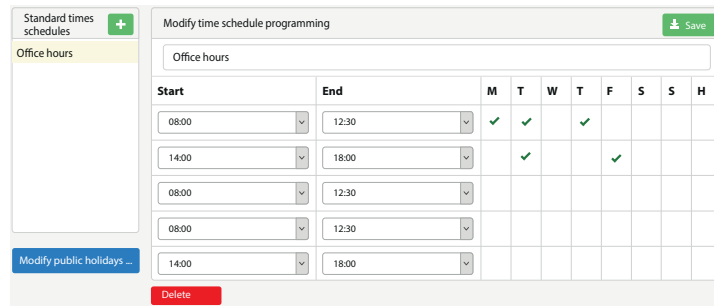 Standard times
schedules
Modify time schedule programming
Save
Office hours
Office hours
Start End M T W T F S S H
08:00 12:30
14:00 18:00
08:00 12:30
08:00 12:30
Modify public holidays ...
14:00 18:00
Delete